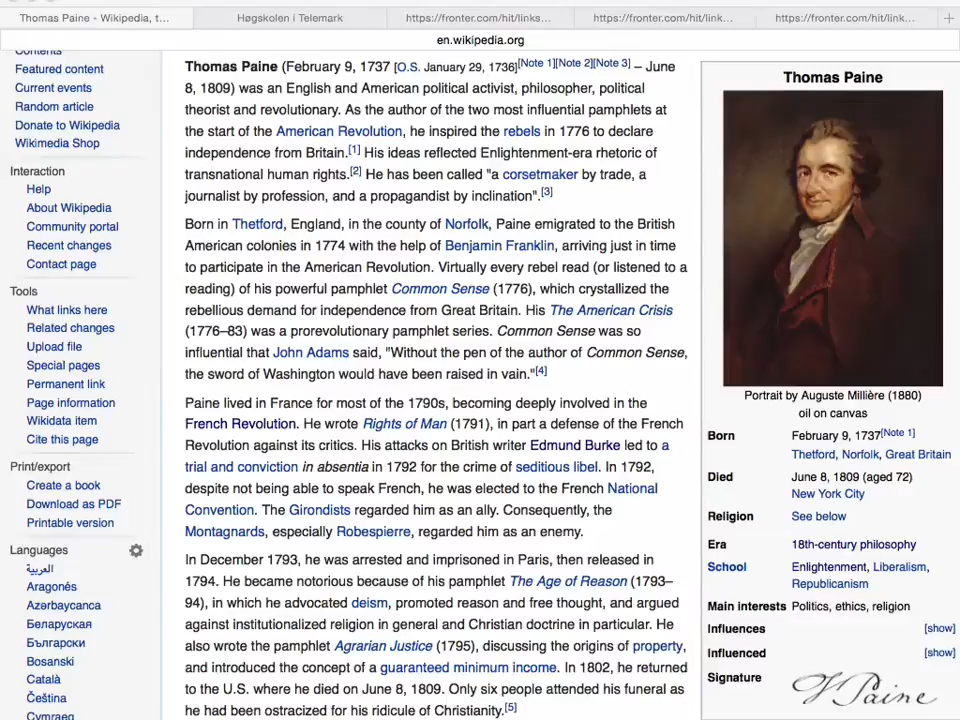 Thomas Paine - Wikipedia, t...
Høgskolen i Telemark
https://fronter.com/hit/links...
https://fronter.com/hit/link...
https://fronter.com/hit/link...
en.wikipedia.org
Contents
Featured content
Current events
Random article
Donate to Wikipedia
Wikimedia Shop
Interaction
Help
About Wikipedia
Community portal
Recent changes
Contact page
Tools
What links here
Related changes
Upload file
Special pages
Permanent link
Page information
Wikidata item
Cite this page
Print/export
Create a book
Download as PDF
Printable version
Languages
العربية
Aragonés
Azərbaycanca
Беларуская
Български
Bosanski
Català
Čeština
Cymraeg
Thomas Paine (February 9, 1737 [O.S. January 29, 1736][Note 1][Note 2][Note 3] – June
8, 1809) was an English and American political activist, philosopher, political
theorist and revolutionary. As the author of the two most influential pamphlets at
the start of the American Revolution, he inspired the rebels in 1776 to declare
independence from Britain.[1] His ideas reflected Enlightenment-era rhetoric of
transnational human rights.[2] He has been called "a corsetmaker by trade, a
journalist by profession, and a propagandist by inclination".[3]
Born in Thetford, England, in the county of Norfolk, Paine emigrated to the British
American colonies in 1774 with the help of Benjamin Franklin, arriving just in time
to participate in the American Revolution. Virtually every rebel read (or listened to a
reading) of his powerful pamphlet Common Sense (1776), which crystallized the
rebellious demand for independence from Great Britain. His The American Crisis
(1776–83) was a prorevolutionary pamphlet series. Common Sense was so
influential that John Adams said, "Without the pen of the author of Common Sense,
the sword of Washington would have been raised in vain."[4]
Paine lived in France for most of the 1790s, becoming deeply involved in the
French Revolution. He wrote Rights of Man (1791), in part a defense of the French
Revolution against its critics. His attacks on British writer Edmund Burke led to a
trial and conviction in absentia in 1792 for the crime of seditious libel. In 1792,
despite not being able to speak French, he was elected to the French National
Convention. The Girondists regarded him as an ally. Consequently, the
Montagnards, especially Robespierre, regarded him as an enemy.
In December 1793, he was arrested and imprisoned in Paris, then released in
1794. He became notorious because of his pamphlet The Age of Reason (1793–
94), in which he advocated deism, promoted reason and free thought, and argued
against institutionalized religion in general and Christian doctrine in particular. He
also wrote the pamphlet Agrarian Justice (1795), discussing the origins of property,
and introduced the concept of a guaranteed minimum income. In 1802, he returned
to the U.S. where he died on June 8, 1809. Only six people attended his funeral as
he had been ostracized for his ridicule of Christianity.[5]
Thomas Paine
Portrait by Auguste Millière (1880)
oil on canvas
Born February 9, 1737[Note 1]
Thetford, Norfolk, Great Britain
Died June 8, 1809 (aged 72)
New York City
Religion See below
Era 18th-century philosophy
School Enlightenment, Liberalism,
Republicanism
Main interests Politics, ethics, religion
Influences [show]
Influenced [show]
Signature
T Paine